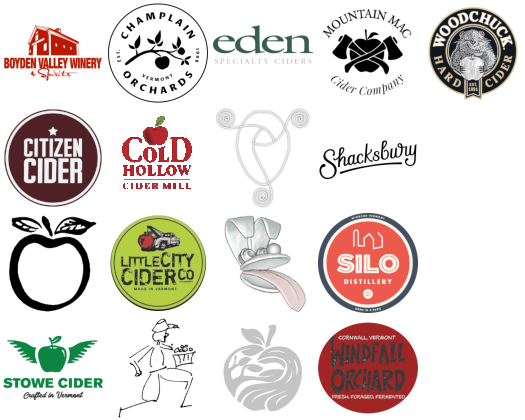 BOYDEN VALLEY WINERY
& Spirits
CHAMPLAIN
EST.
VERMONT
ORCHARDS
eden
SPECIALTY CIDERS
MOUNTAIN MAC
Cider Company
WOODCHUCK
EST.
1991
HARD CIDER
CITIZEN
CIDER
COLD
HOLLOW
CIDER MILL
Shacksbury
LITTLE CITY
CIDER CO
MADE IN VERMONT
SILO
DISTILLERY
STOWE CIDER
Crafted in Vermont
CORNWALL, VERMONT
WINDFALL
ORCHARD
FRESH. FORAGED. FERMENTED.